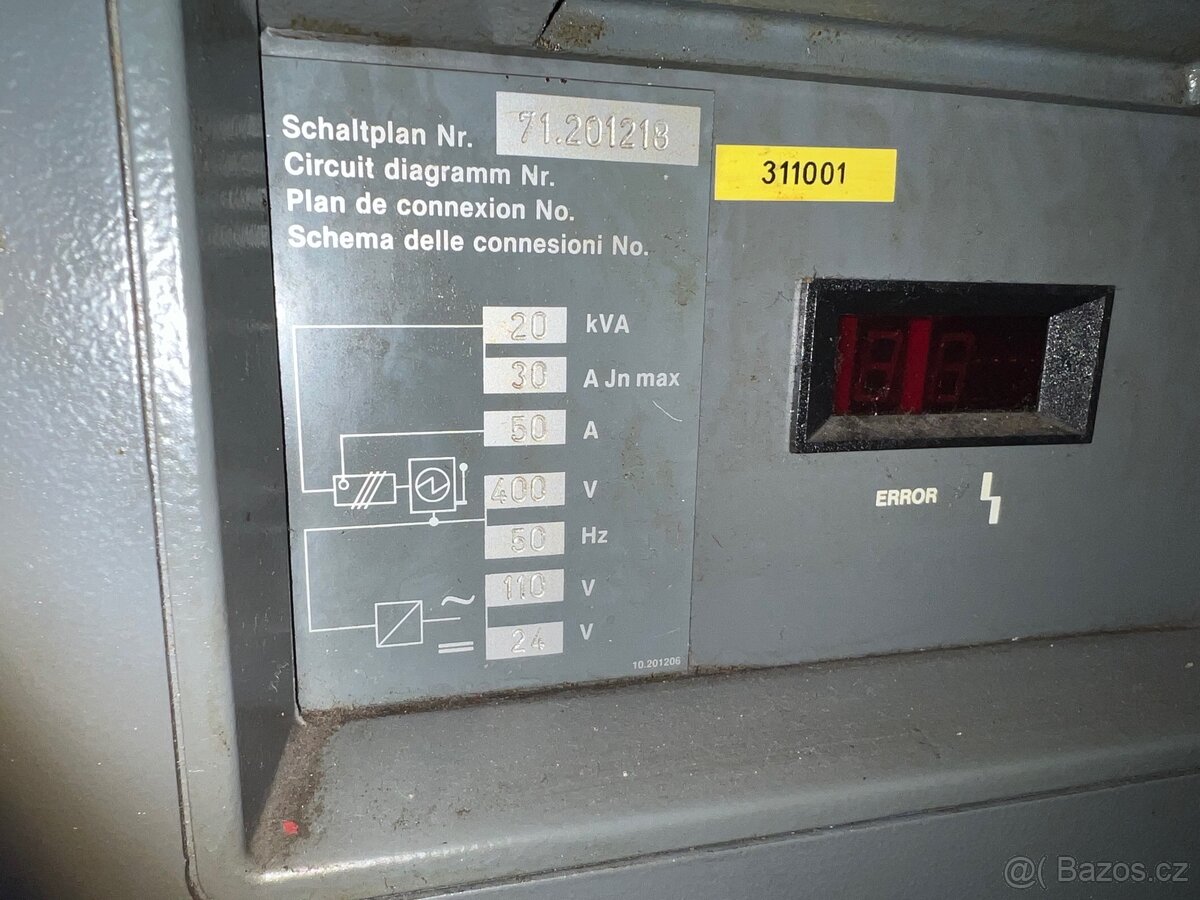 Schaltplan Nr. 71.201218
Circuit diagramm Nr.
Plan de connexion No.
Schema delle connesioni No.
311001
20 kVA
30 A Jn max
50 A
400 V
50 Hz
110 V
24 V
10.201206
ERROR
@( Bazos.cz